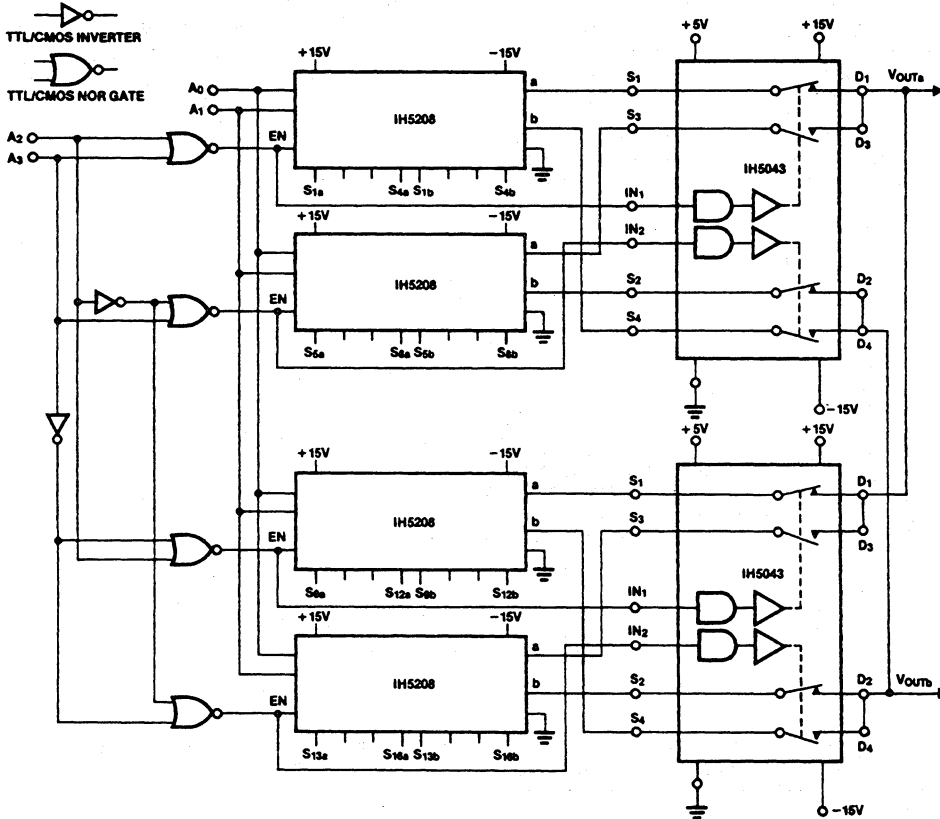 TTL/CMOS INVERTER
TTL/CMOS NOR GATE
A2
A3
A0
A1
+15V
-15V
IH5208
EN
a
b
S1a
S4a
S1b
S4b
+15V
-15V
IH5208
EN
a
b
S5a
S8a
S5b
S8b
S1
S3
IN1
IN2
S2
S4
+5V
+15V
IH5043
D1
D3
D2
D4
VOUTa
-15V
+15V
-15V
IH5208
EN
a
b
S9a
S12a
S9b
S12b
+15V
-15V
IH5208
EN
a
b
S13a
S16a
S13b
S16b
S1
S3
IN1
IN2
S2
S4
+5V
+15V
IH5043
D1
D3
D2
D4
VOUTb
-15V